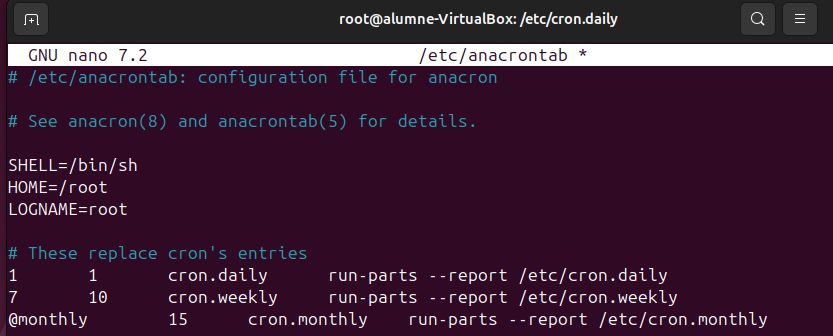 root@alumne-VirtualBox: /etc/cron.daily
GNU nano 7.2 /etc/anacrontab *
# /etc/anacrontab: configuration file for anacron
# See anacron(8) and anacrontab(5) for details.
SHELL=/bin/sh
HOME=/root
LOGNAME=root
# These replace cron's entries
1 1 cron.daily run-parts --report /etc/cron.daily
7 10 cron.weekly run-parts --report /etc/cron.weekly
@monthly 15 cron.monthly run-parts --report /etc/cron.monthly